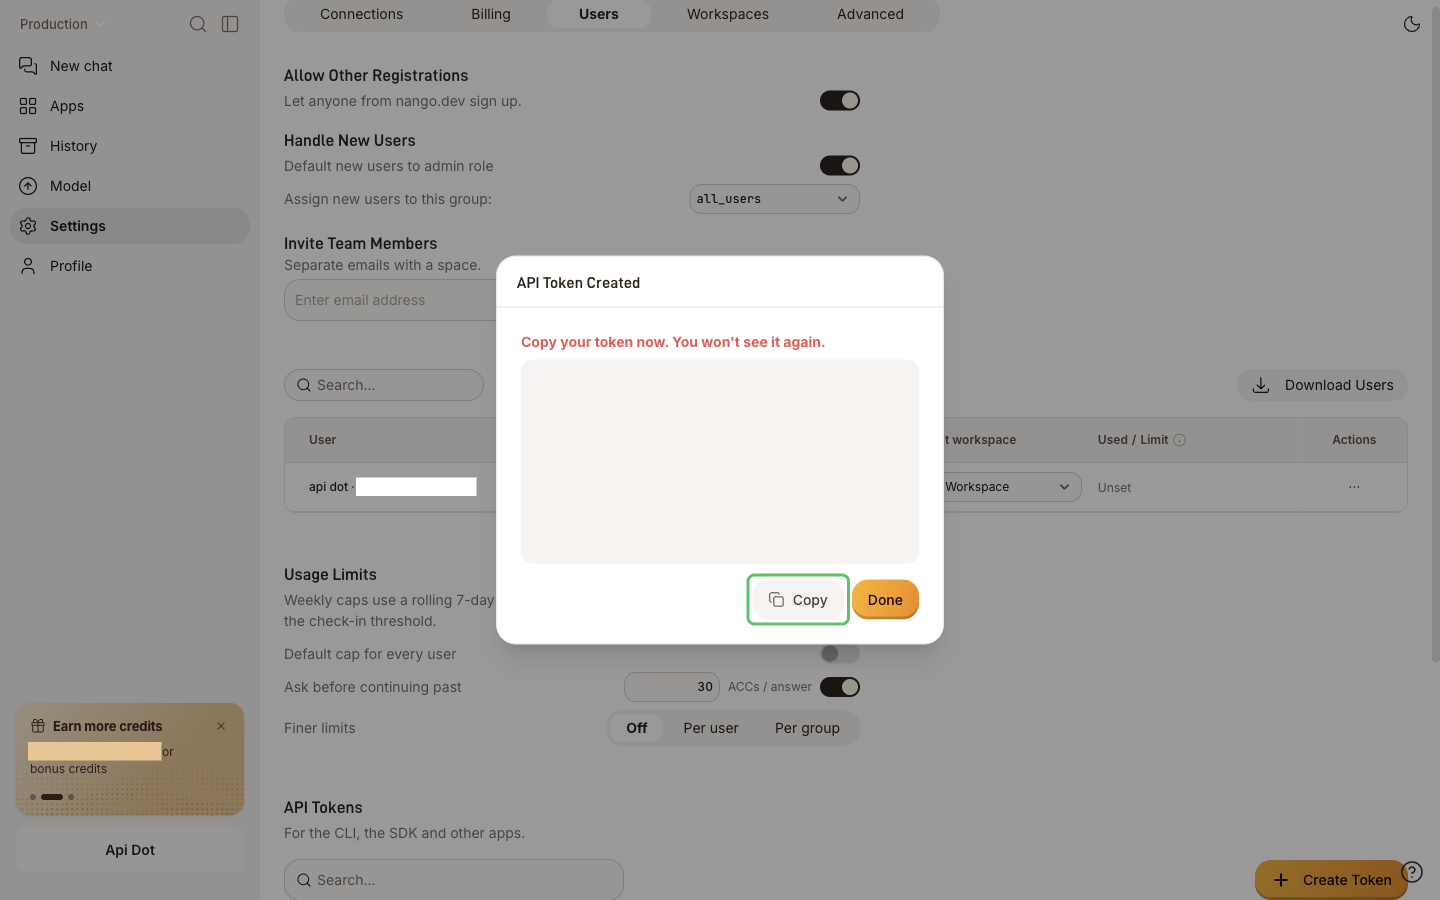 Production
New chat
Apps
History
Model
Settings
Profile
Earn more credits
or
bonus credits
Api Dot
Connections
Billing
Users
Workspaces
Advanced
Allow Other Registrations
Let anyone from nango.dev sign up.
Handle New Users
Default new users to admin role
Assign new users to this group:
all_users
Invite Team Members
Separate emails with a space.
Enter email address
Search...
Download Users
User
t workspace
Used / Limit
Actions
api dot ·
Workspace
Unset
...
API Token Created
Copy your token now. You won't see it again.
Copy
Done
Usage Limits
Weekly caps use a rolling 7-day
the check-in threshold.
Default cap for every user
Ask before continuing past
30
ACCs / answer
Finer limits
Off
Per user
Per group
API Tokens
For the CLI, the SDK and other apps.
Search...
Create Token
?